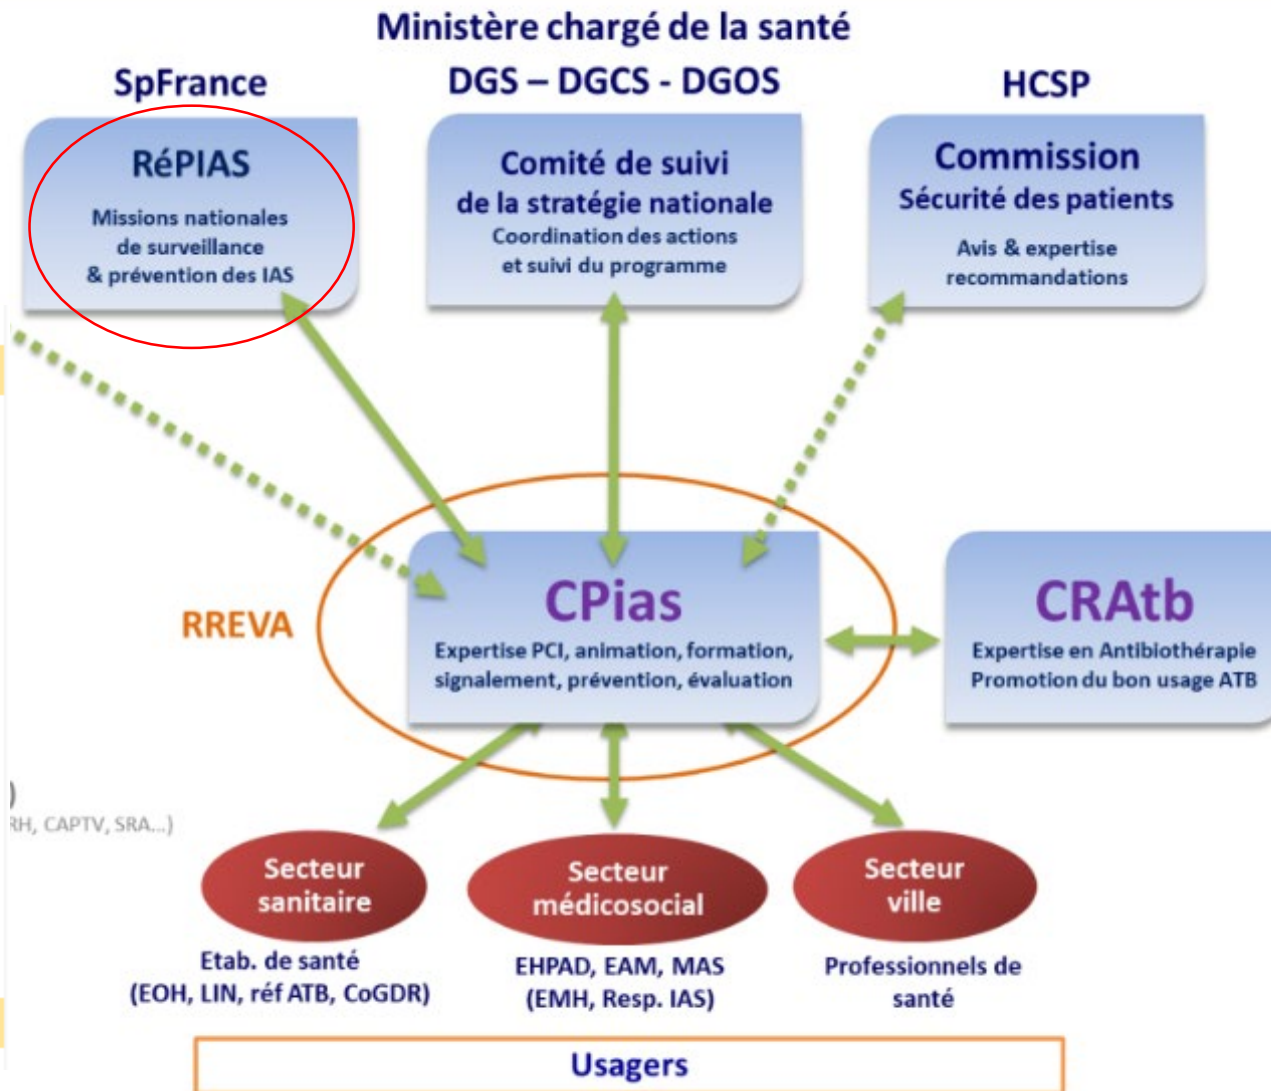 Ministère chargé de la santé
SpFrance
DGS – DGCS - DGOS
HCSP
RéPIAS
Missions nationales
de surveillance
& prévention des IAS
Comité de suivi
de la stratégie nationale
Coordination des actions
et suivi du programme
Commission
Sécurité des patients
Avis & expertise
recommandations
RREVA
CPias
Expertise PCI, animation, formation,
signalement, prévention, évaluation
CRAtb
Expertise en Antibiothérapie
Promotion du bon usage ATB
)
RH, CAPTV, SRA...)
Secteur
sanitaire
Secteur
médicosocial
Secteur
ville
Etab. de santé
(EOH, LIN, réf ATB, CoGDR)
EHPAD, EAM, MAS
(EMH, Resp. IAS)
Professionnels de
santé
Usagers